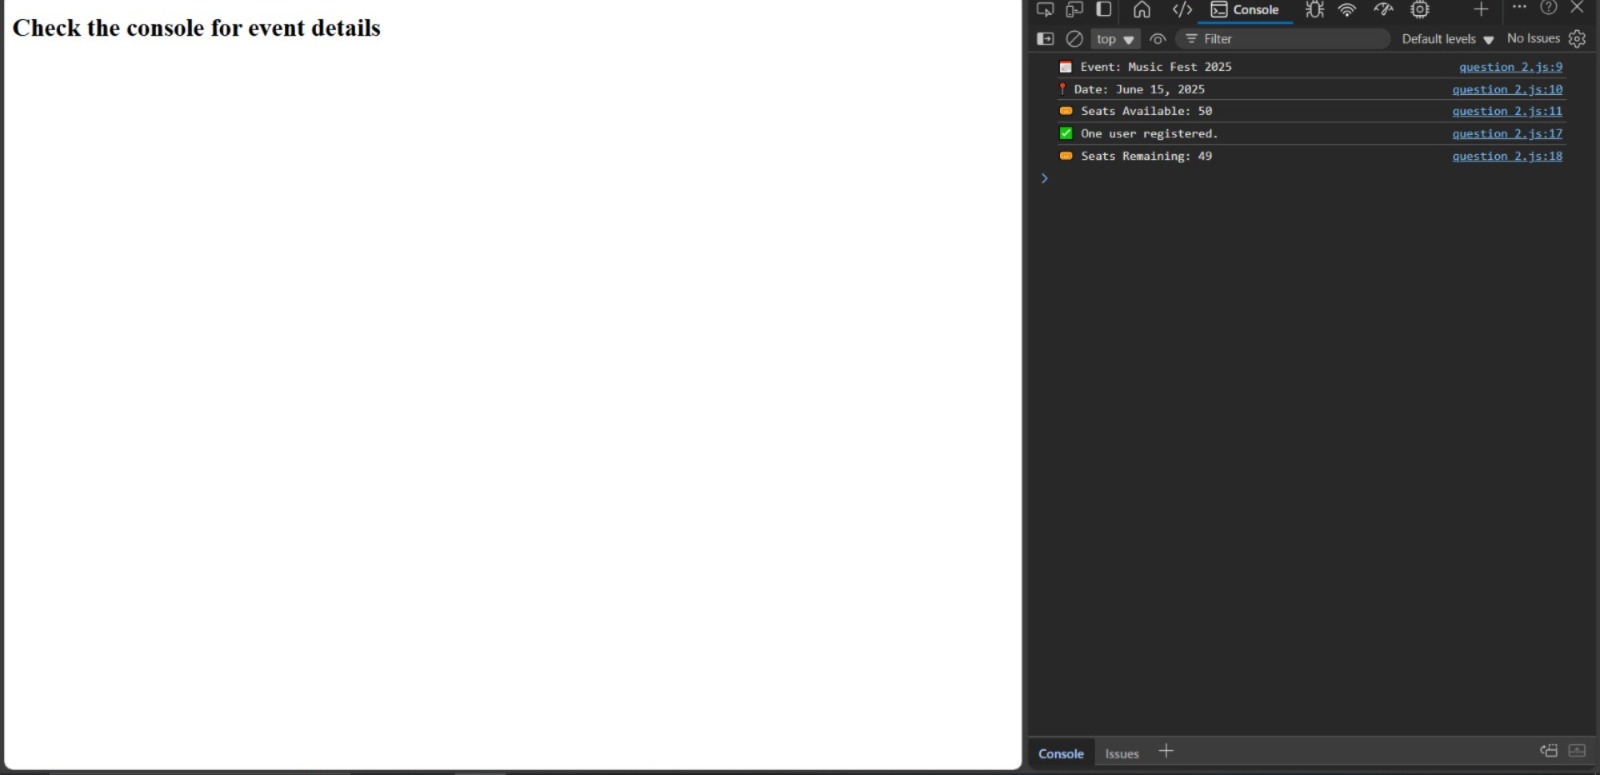 Check the console for event details
Console
top
Filter
Default levels
No Issues
Event: Music Fest 2025
question 2.js:9
Date: June 15, 2025
question 2.js:10
Seats Available: 50
question 2.js:11
One user registered.
question 2.js:17
Seats Remaining: 49
question 2.js:18
Console
Issues